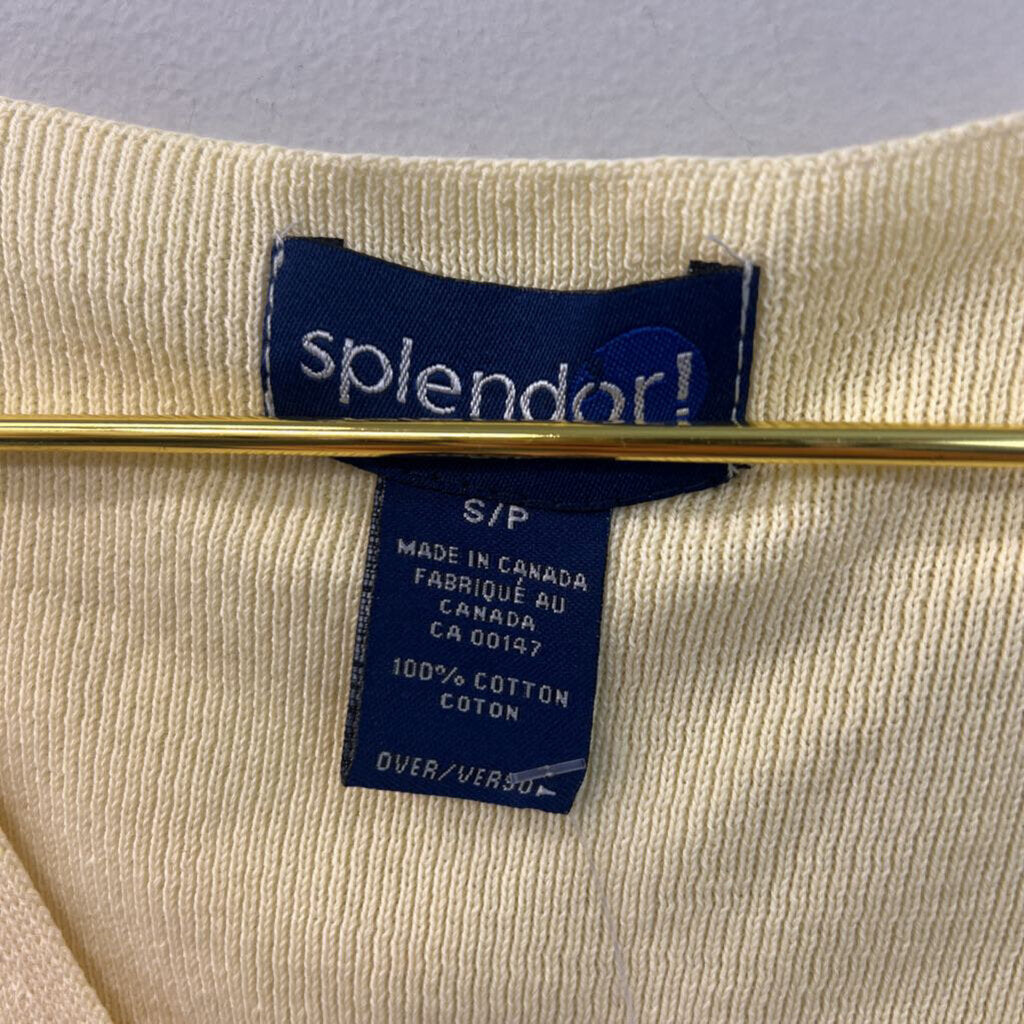 splendor!
S/P
MADE IN CANADA
FABRIQUÉ AU
CANADA
CA 00147
100% COTTON
COTON
OVER/VERSO